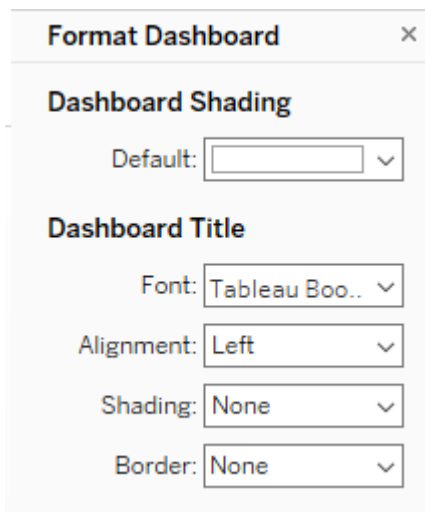 Format Dashboard
Dashboard Shading
Default:
Dashboard Title
Font: Tableau Boo..
Alignment: Left
Shading: None
Border: None